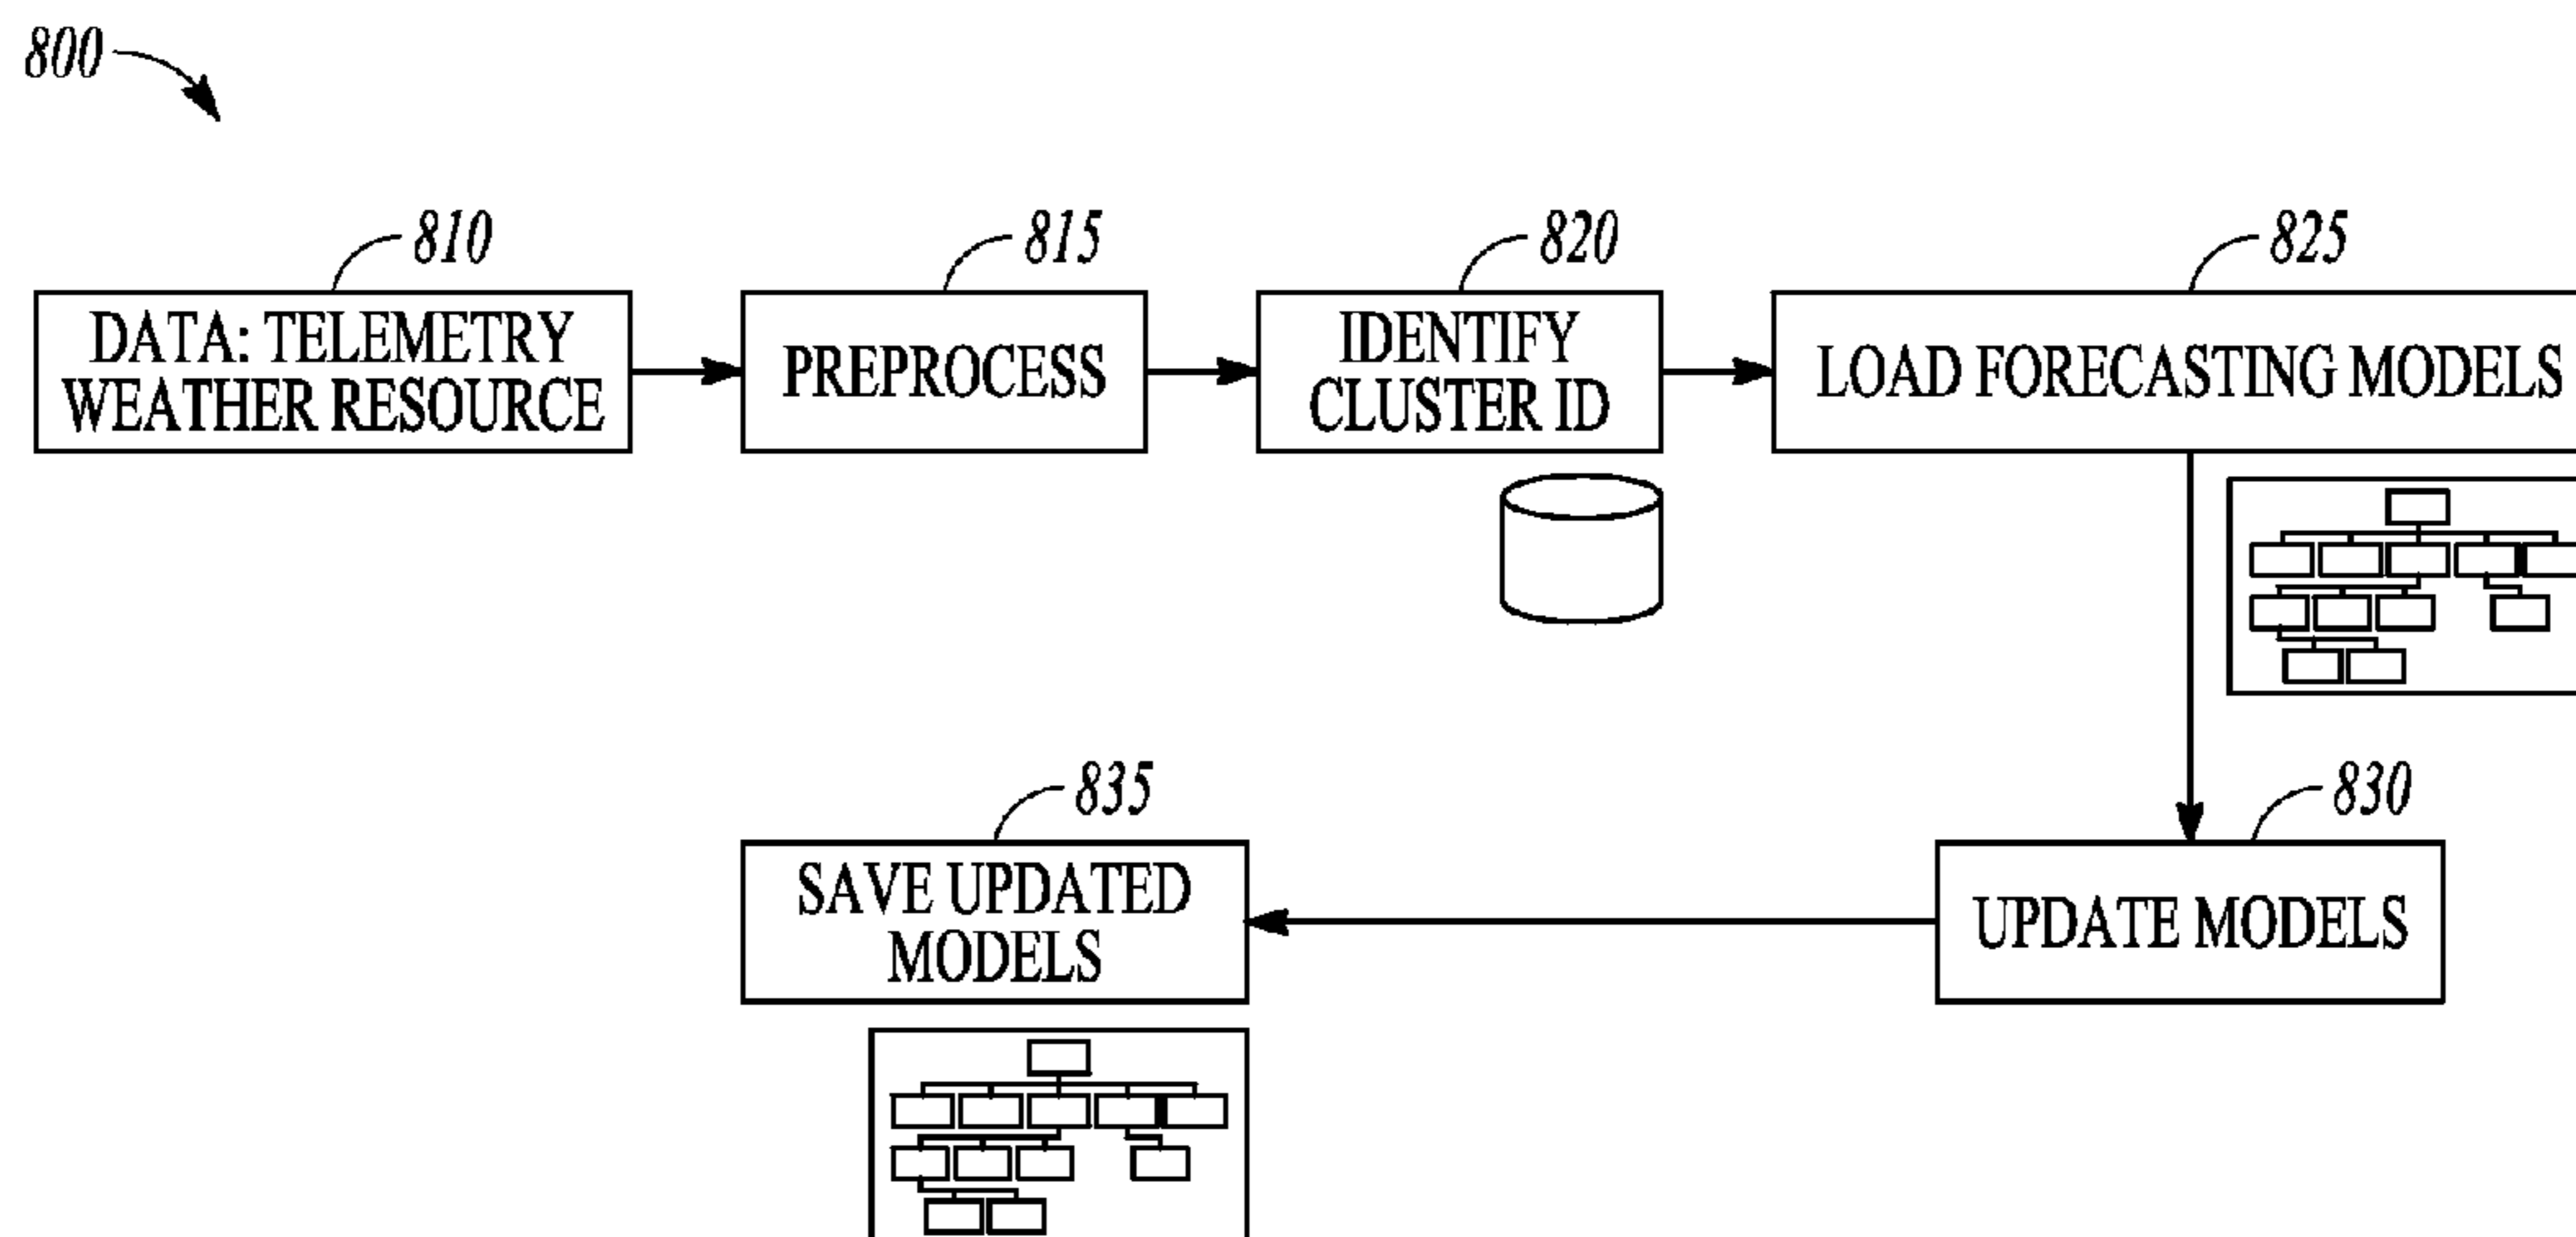 800
810
815
820
825
DATA: TELEMETRY
WEATHER RESOURCE
PREPROCESS
IDENTIFY
CLUSTER ID
LOAD FORECASTING MODELS
835
830
SAVE UPDATED
MODELS
UPDATE MODELS